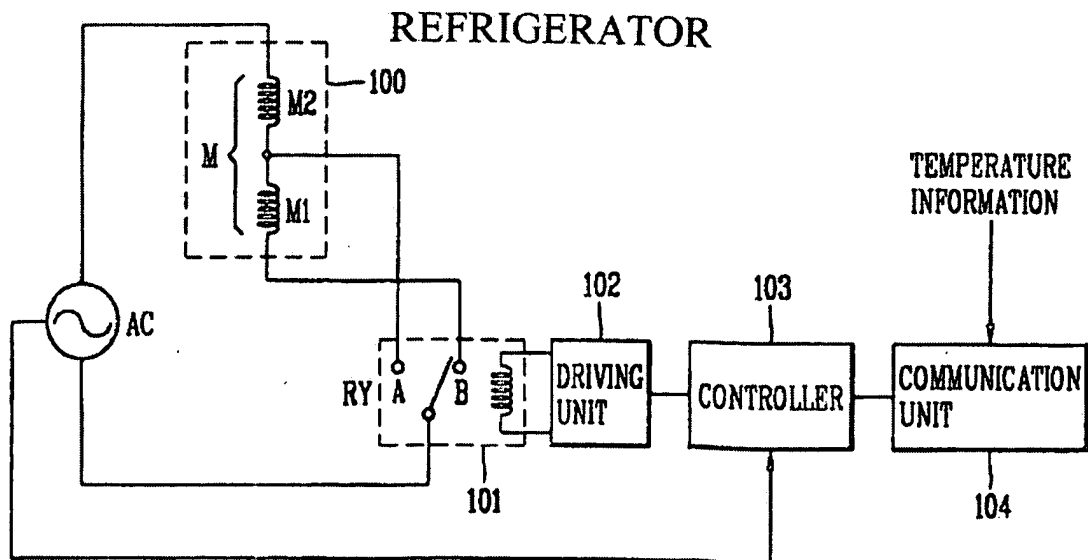 REFRIGERATOR
100
M2
M
M1
TEMPERATURE
INFORMATION
AC
102
103
RY
A
B
DRIVING
UNIT
CONTROLLER
COMMUNICATION
UNIT
101
104